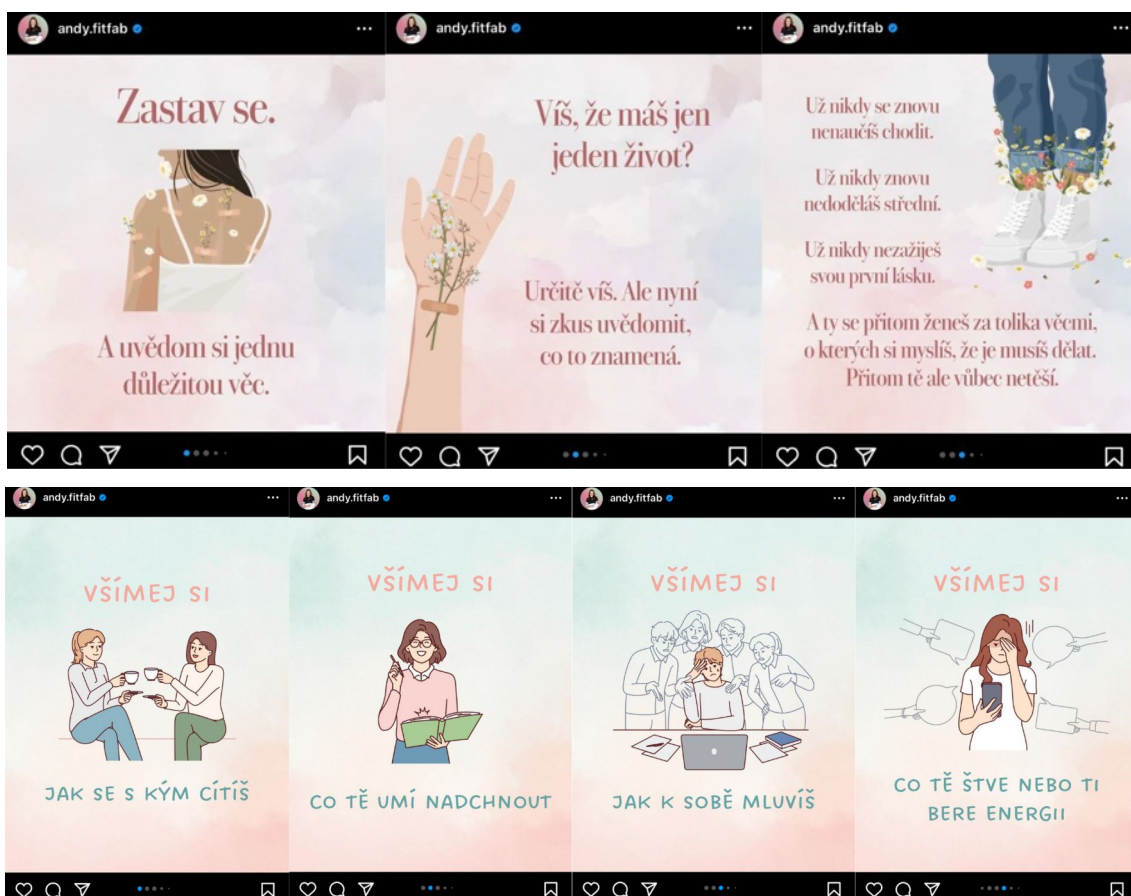 andy.fitfab
Zastav se.
A uvědom si jednu
důležitou věc.
andy.fitfab
Víš, že máš jen
jeden život?
Určitě víš. Ale nyní
si zkus uvědomit,
co to znamená.
andy.fitfab
Už nikdy se znovu
nenaučíš chodit.
Už nikdy znovu
nedoděláš střední.
Už nikdy nezažiješ
svou první lásku.
A ty se přitom ženeš za tolika věcmi,
o kterých si myslíš, že je musíš dělat.
Přitom tě ale vůbec netěší.
andy.fitfab
VŠÍMEJ SI
JAK SE S KÝM CÍTÍŠ
andy.fitfab
VŠÍMEJ SI
CO TĚ UMÍ NADCHNOUT
andy.fitfab
VŠÍMEJ SI
JAK K SOBĚ MLUVÍŠ
andy.fitfab
VŠÍMEJ SI
CO TĚ ŠTVE NEBO TI
BERE ENERGII